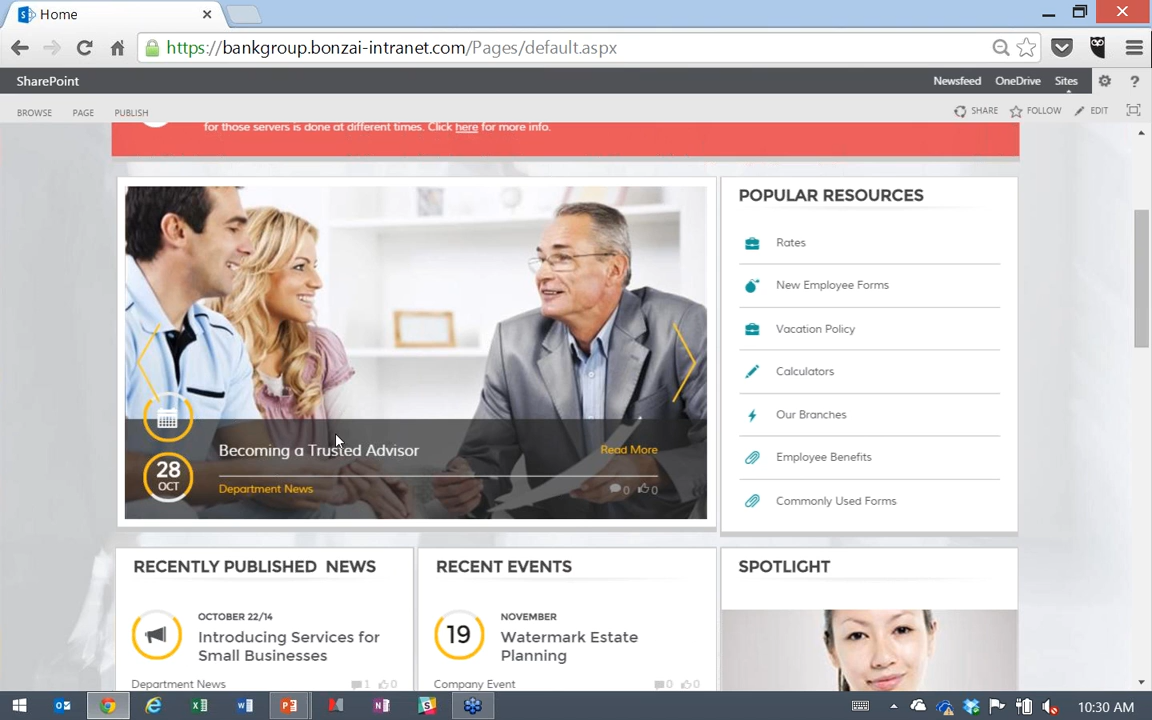 Home
https://bankgroup.bonzai-intranet.com/Pages/default.aspx
SharePoint
Newsfeed OneDrive Sites ?
BROWSE PAGE PUBLISH
SHARE FOLLOW EDIT
for those servers is done at different times. Click here for more info.
POPULAR RESOURCES
Rates
New Employee Forms
Vacation Policy
Calculators
Our Branches
Employee Benefits
Commonly Used Forms
Becoming a Trusted Advisor
Read More
28
OCT
Department News
0 0
RECENTLY PUBLISHED NEWS
OCTOBER 22/14
Introducing Services for
Small Businesses
Department News
1 0
RECENT EVENTS
19
NOVEMBER
Watermark Estate
Planning
Company Event
0 0
SPOTLIGHT
10:30 AM